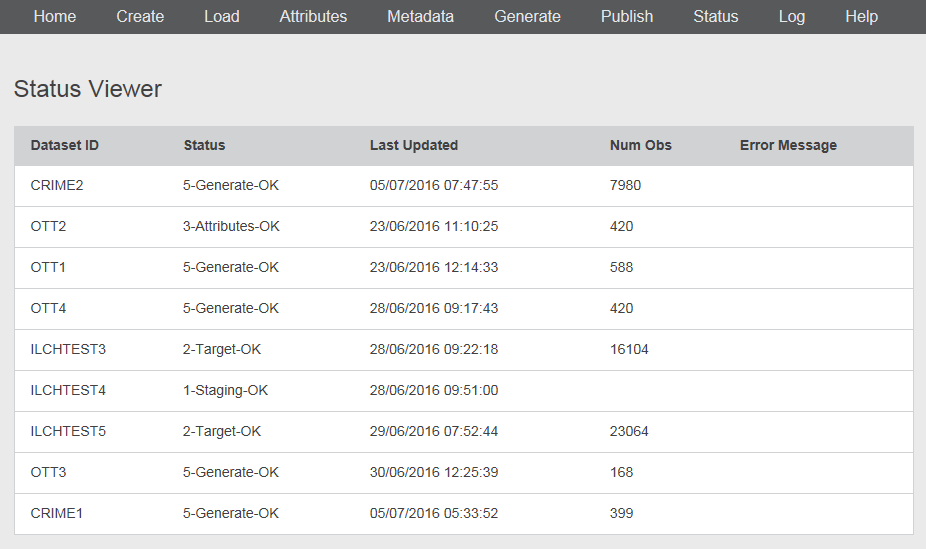 Home Create Load Attributes Metadata Generate Publish Status Log Help
Status Viewer
Dataset ID Status Last Updated Num Obs Error Message
CRIME2 5-Generate-OK 05/07/2016 07:47:55 7980
OTT2 3-Attributes-OK 23/06/2016 11:10:25 420
OTT1 5-Generate-OK 23/06/2016 12:14:33 588
OTT4 5-Generate-OK 28/06/2016 09:17:43 420
ILCHTEST3 2-Target-OK 28/06/2016 09:22:18 16104
ILCHTEST4 1-Staging-OK 28/06/2016 09:51:00
ILCHTEST5 2-Target-OK 29/06/2016 07:52:44 23064
OTT3 5-Generate-OK 30/06/2016 12:25:39 168
CRIME1 5-Generate-OK 05/07/2016 05:33:52 399